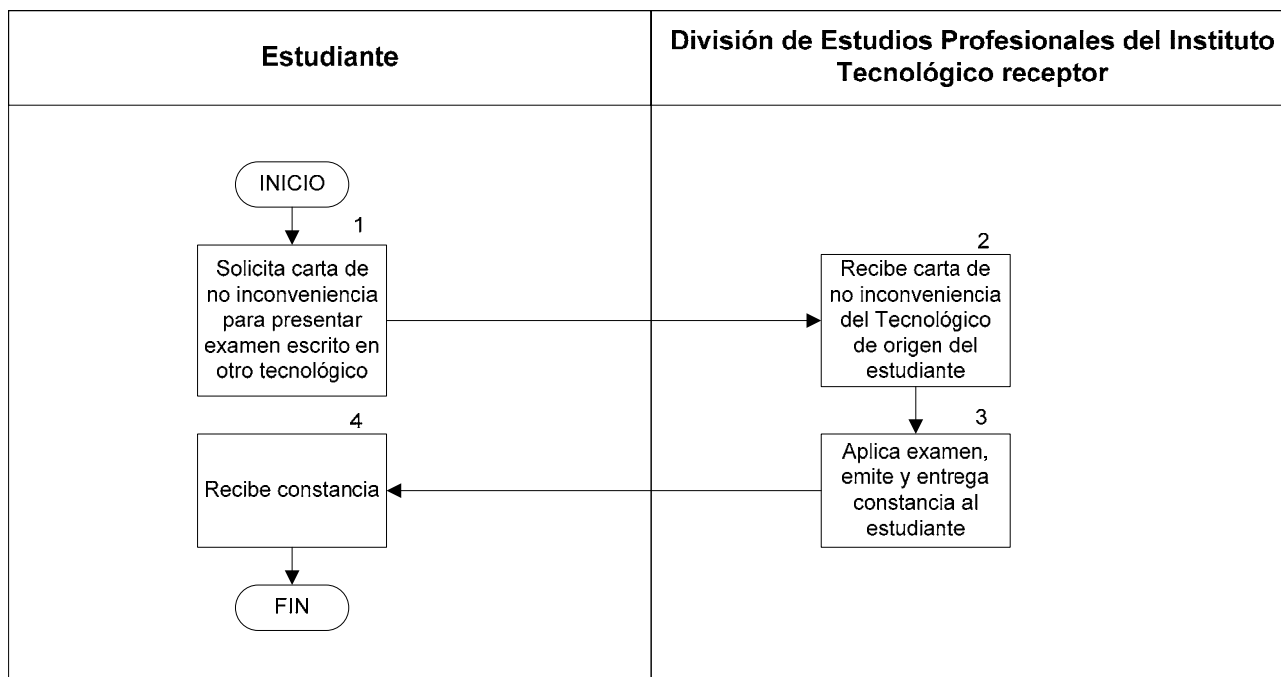 Estudiante
División de Estudios Profesionales del Instituto
Tecnológico receptor
INICIO
1
Solicita carta de
no inconveniencia
para presentar
examen escrito en
otro tecnológico
2
Recibe carta de
no inconveniencia
del Tecnológico
de origen del
estudiante
3
Aplica examen,
emite y entrega
constancia al
estudiante
4
Recibe constancia
FIN